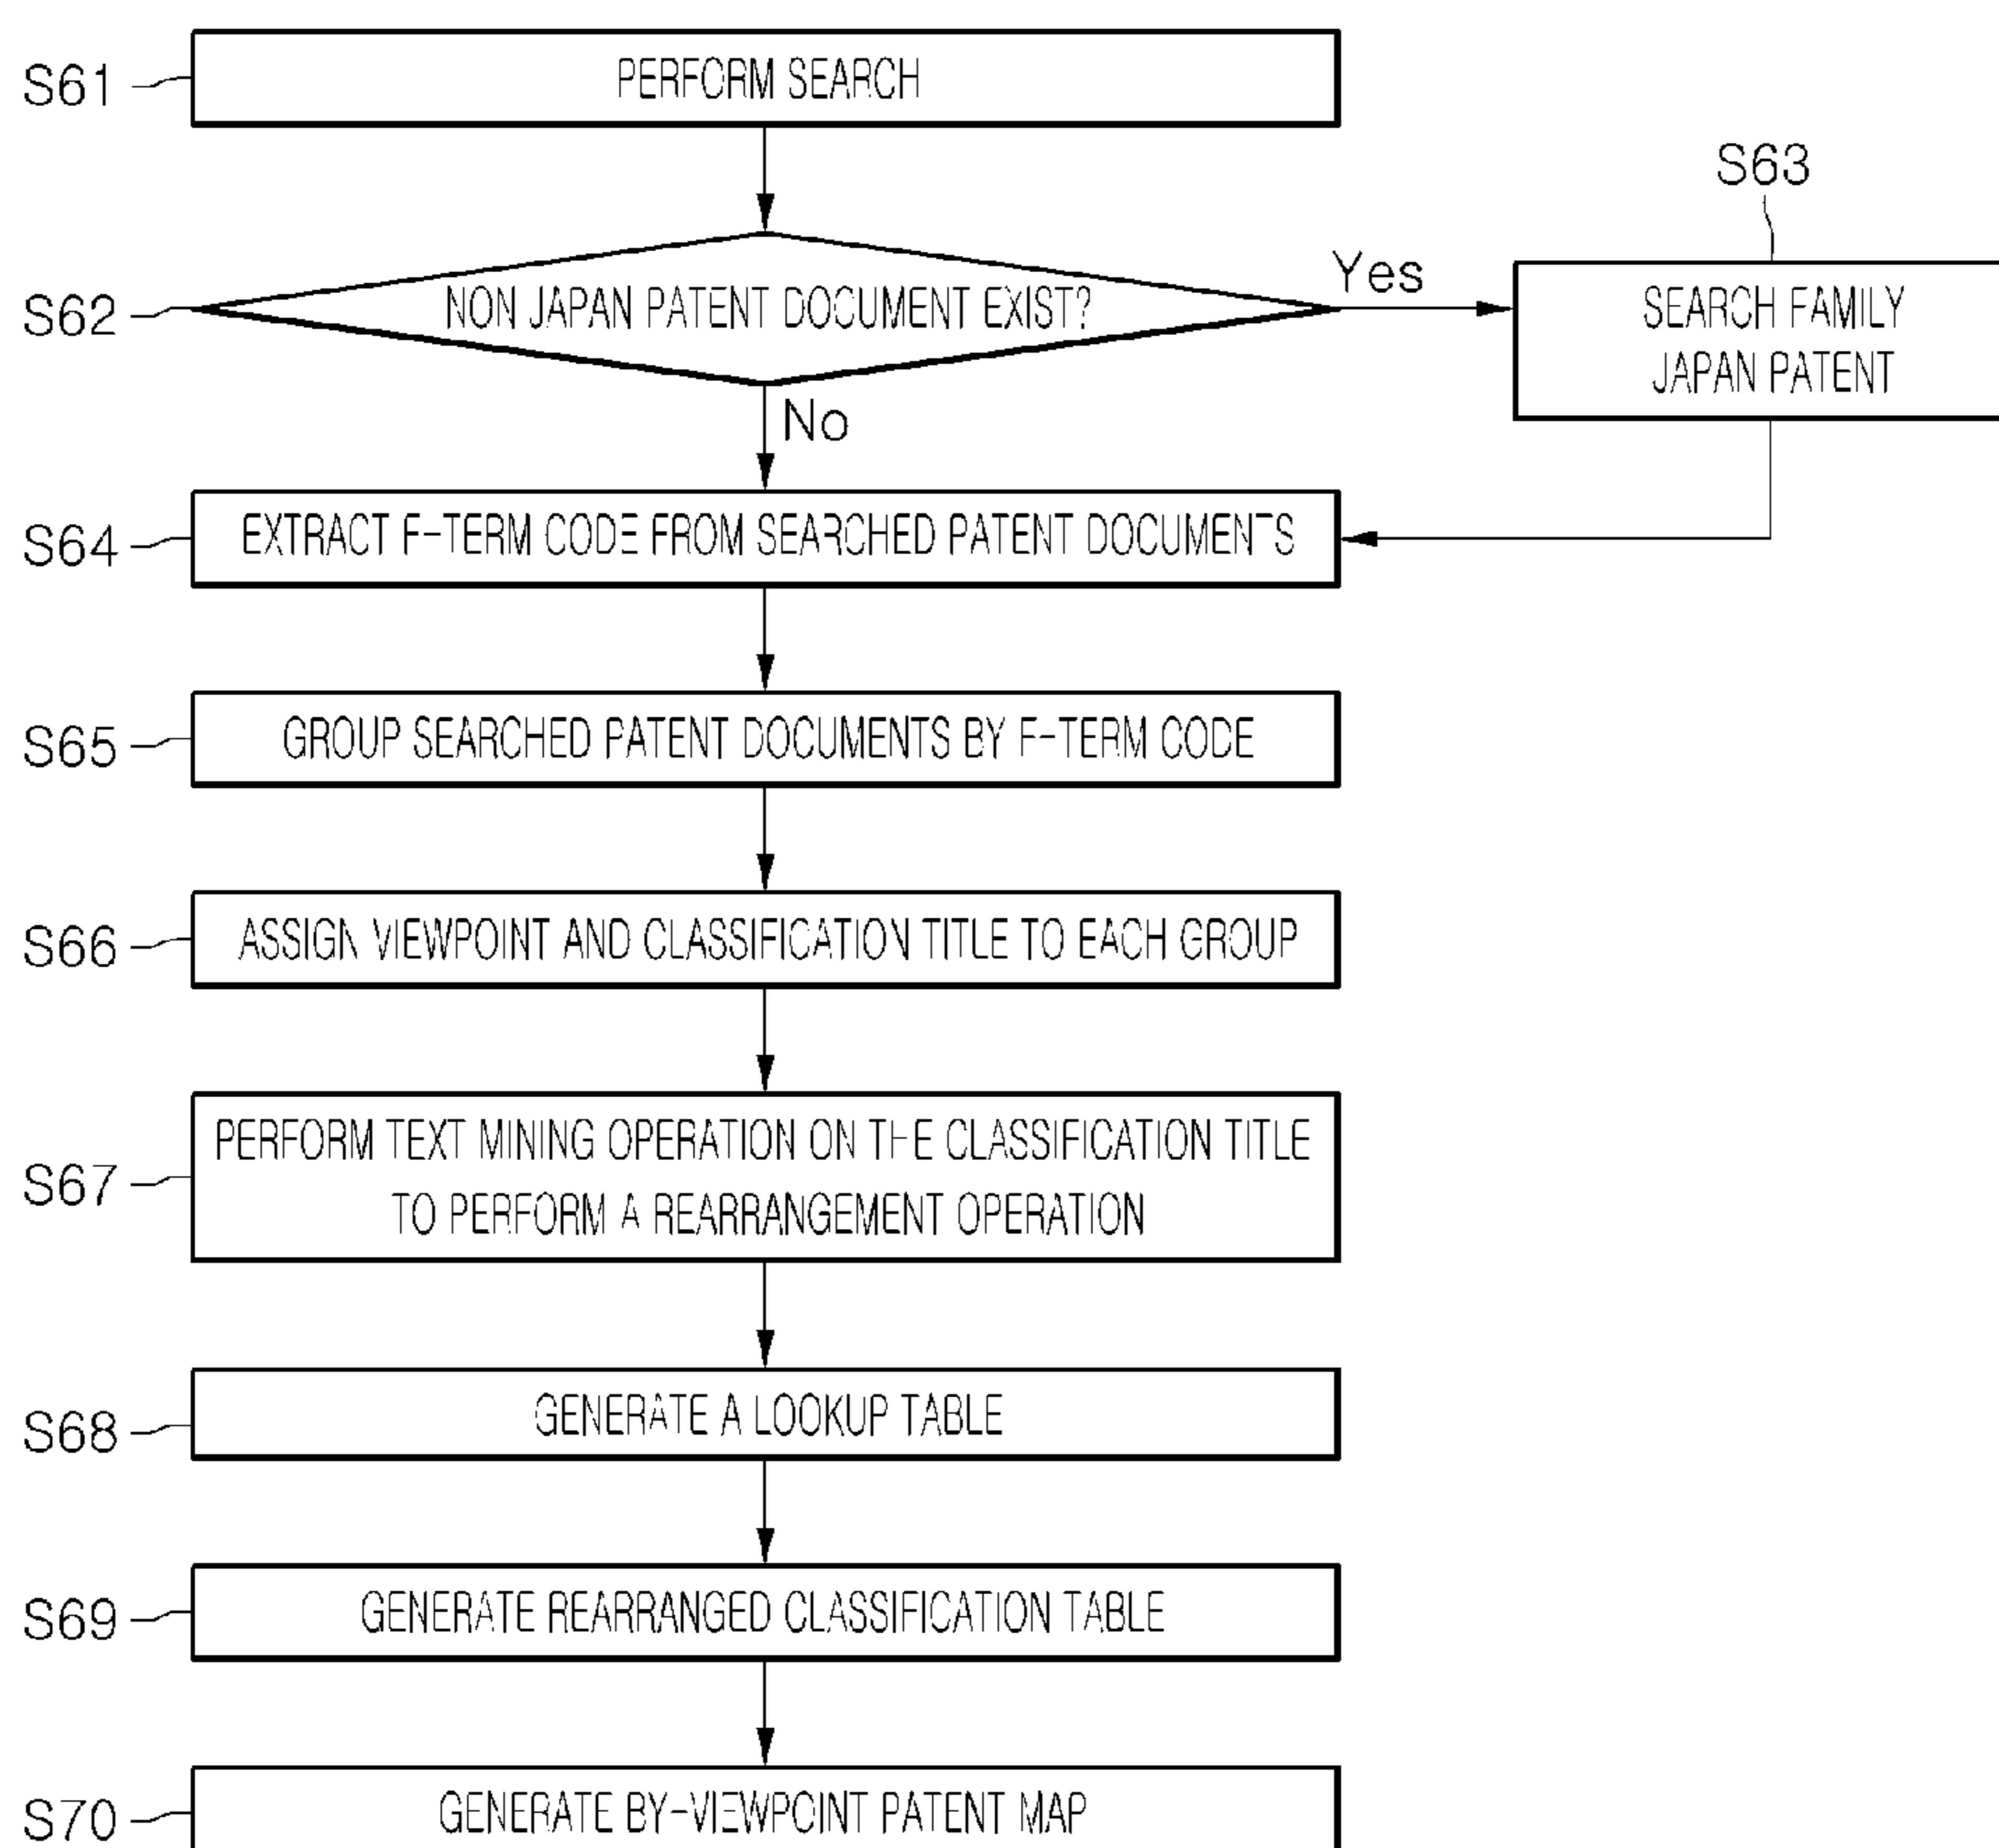 S61
PERFORM SEARCH
S62
NON JAPAN PATENT DOCUMENT EXIST?
Yes
No
S63
SEARCH FAMILY
JAPAN PATENT
S64
EXTRACT F-TERM CODE FROM SEARCHED PATENT DOCUMENTS
S65
GROUP SEARCHED PATENT DOCUMENTS BY F-TERM CODE
S66
ASSIGN VIEWPOINT AND CLASSIFICATION TITLE TO EACH GROUP
S67
PERFORM TEXT MINING OPERATION ON THE CLASSIFICATION TITLE
TO PERFORM A REARRANGEMENT OPERATION
S68
GENERATE A LOOKUP TABLE
S69
GENERATE REARRANGED CLASSIFICATION TABLE
S70
GENERATE BY-VIEWPOINT PATENT MAP